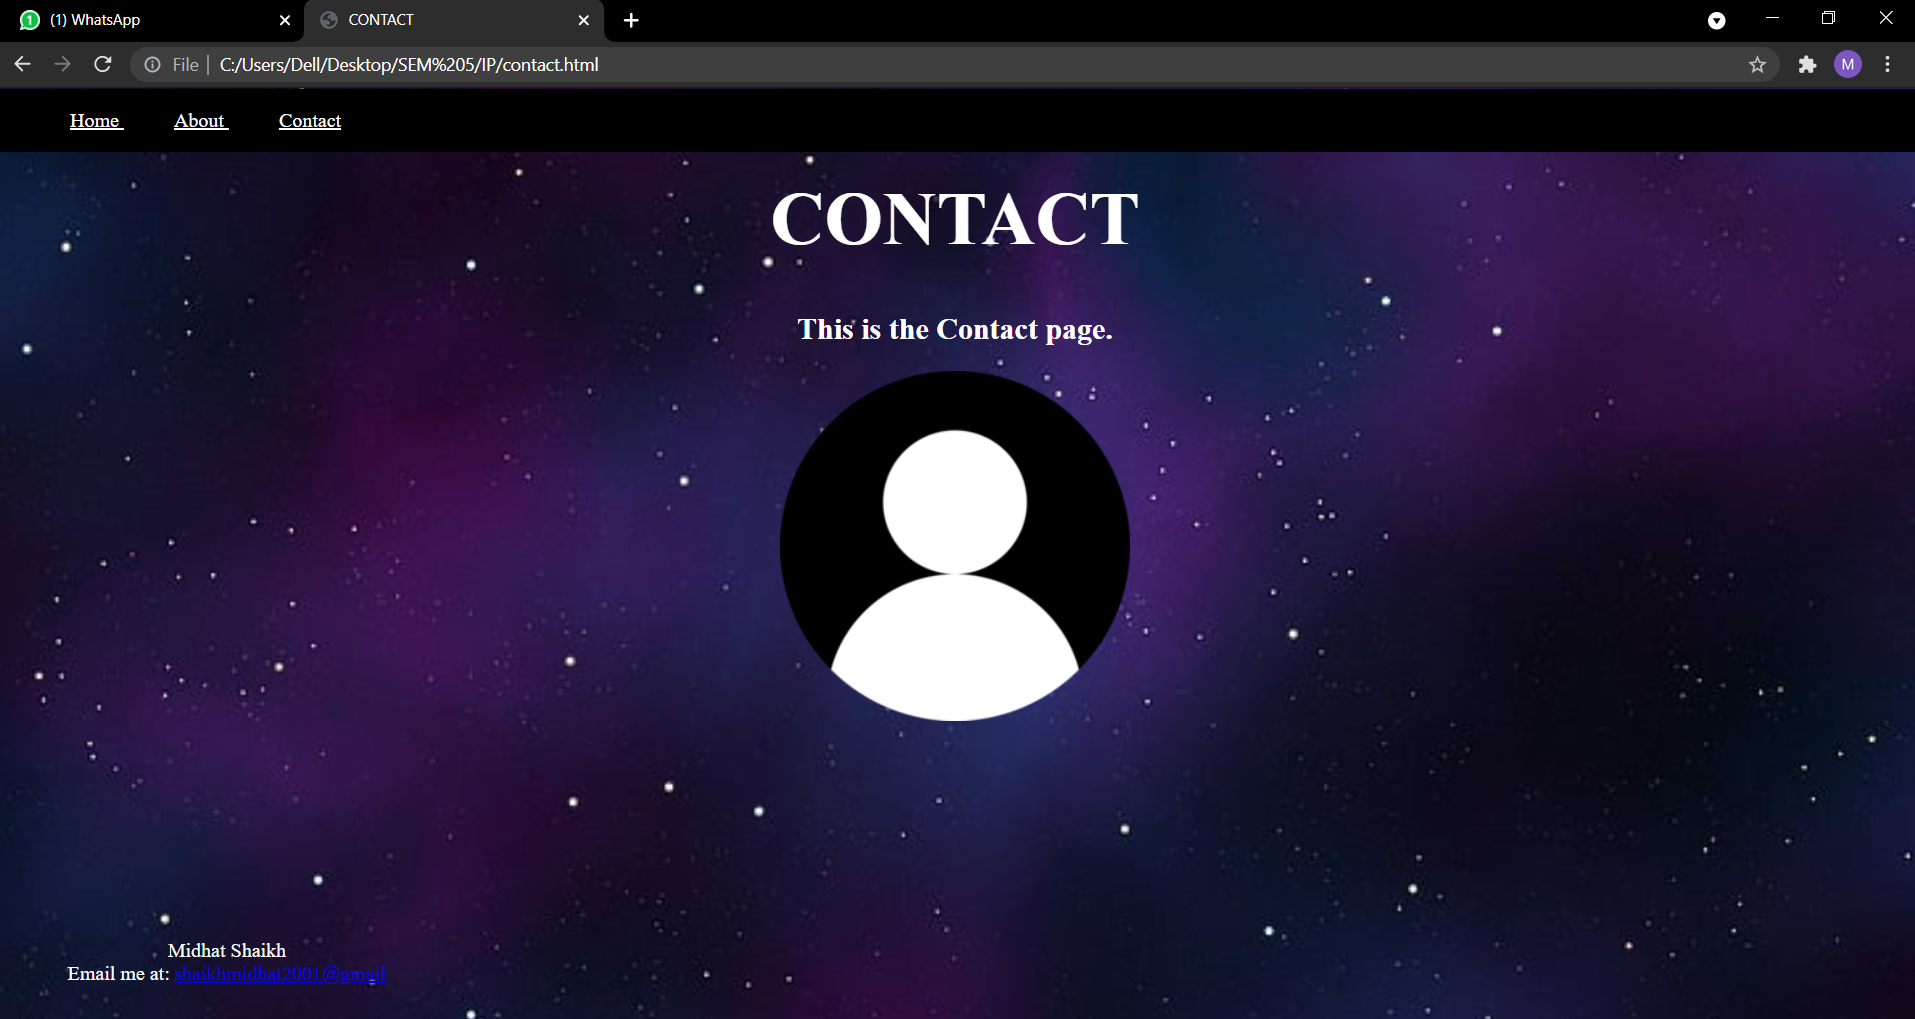 (1) WhatsApp
CONTACT
File | C:/Users/Dell/Desktop/SEM%205/IP/contact.html
M
Home About Contact
CONTACT
This is the Contact page.
Midhat Shaikh
Email me at: shaikhmidhat2001@gmail